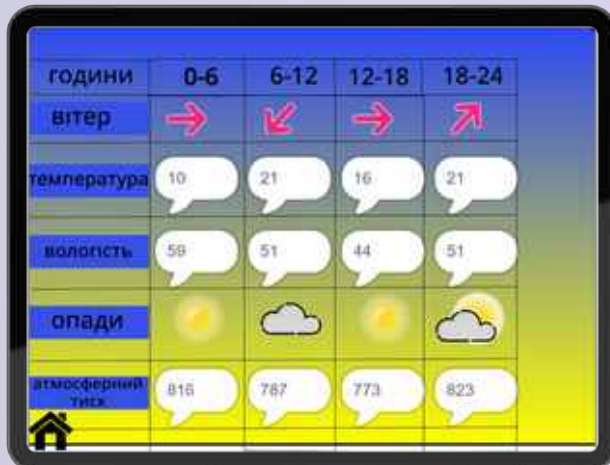 години 0-6 6-12 12-18 18-24
вітер
температура 10 21 16 21
вологість 59 51 44 51
опади
атмосферний 816 787 773 823
тиск